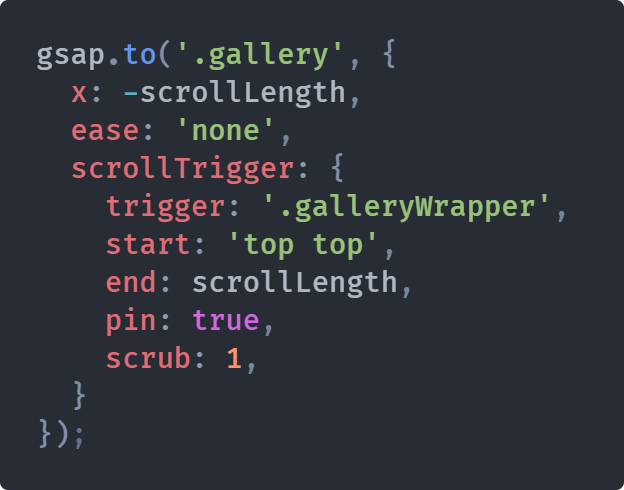 gsap.to('.gallery', {
  x: -scrollLength,
  ease: 'none',
  scrollTrigger: {
    trigger: '.galleryWrapper',
    start: 'top top',
    end: scrollLength,
    pin: true,
    scrub: 1,
  }
});